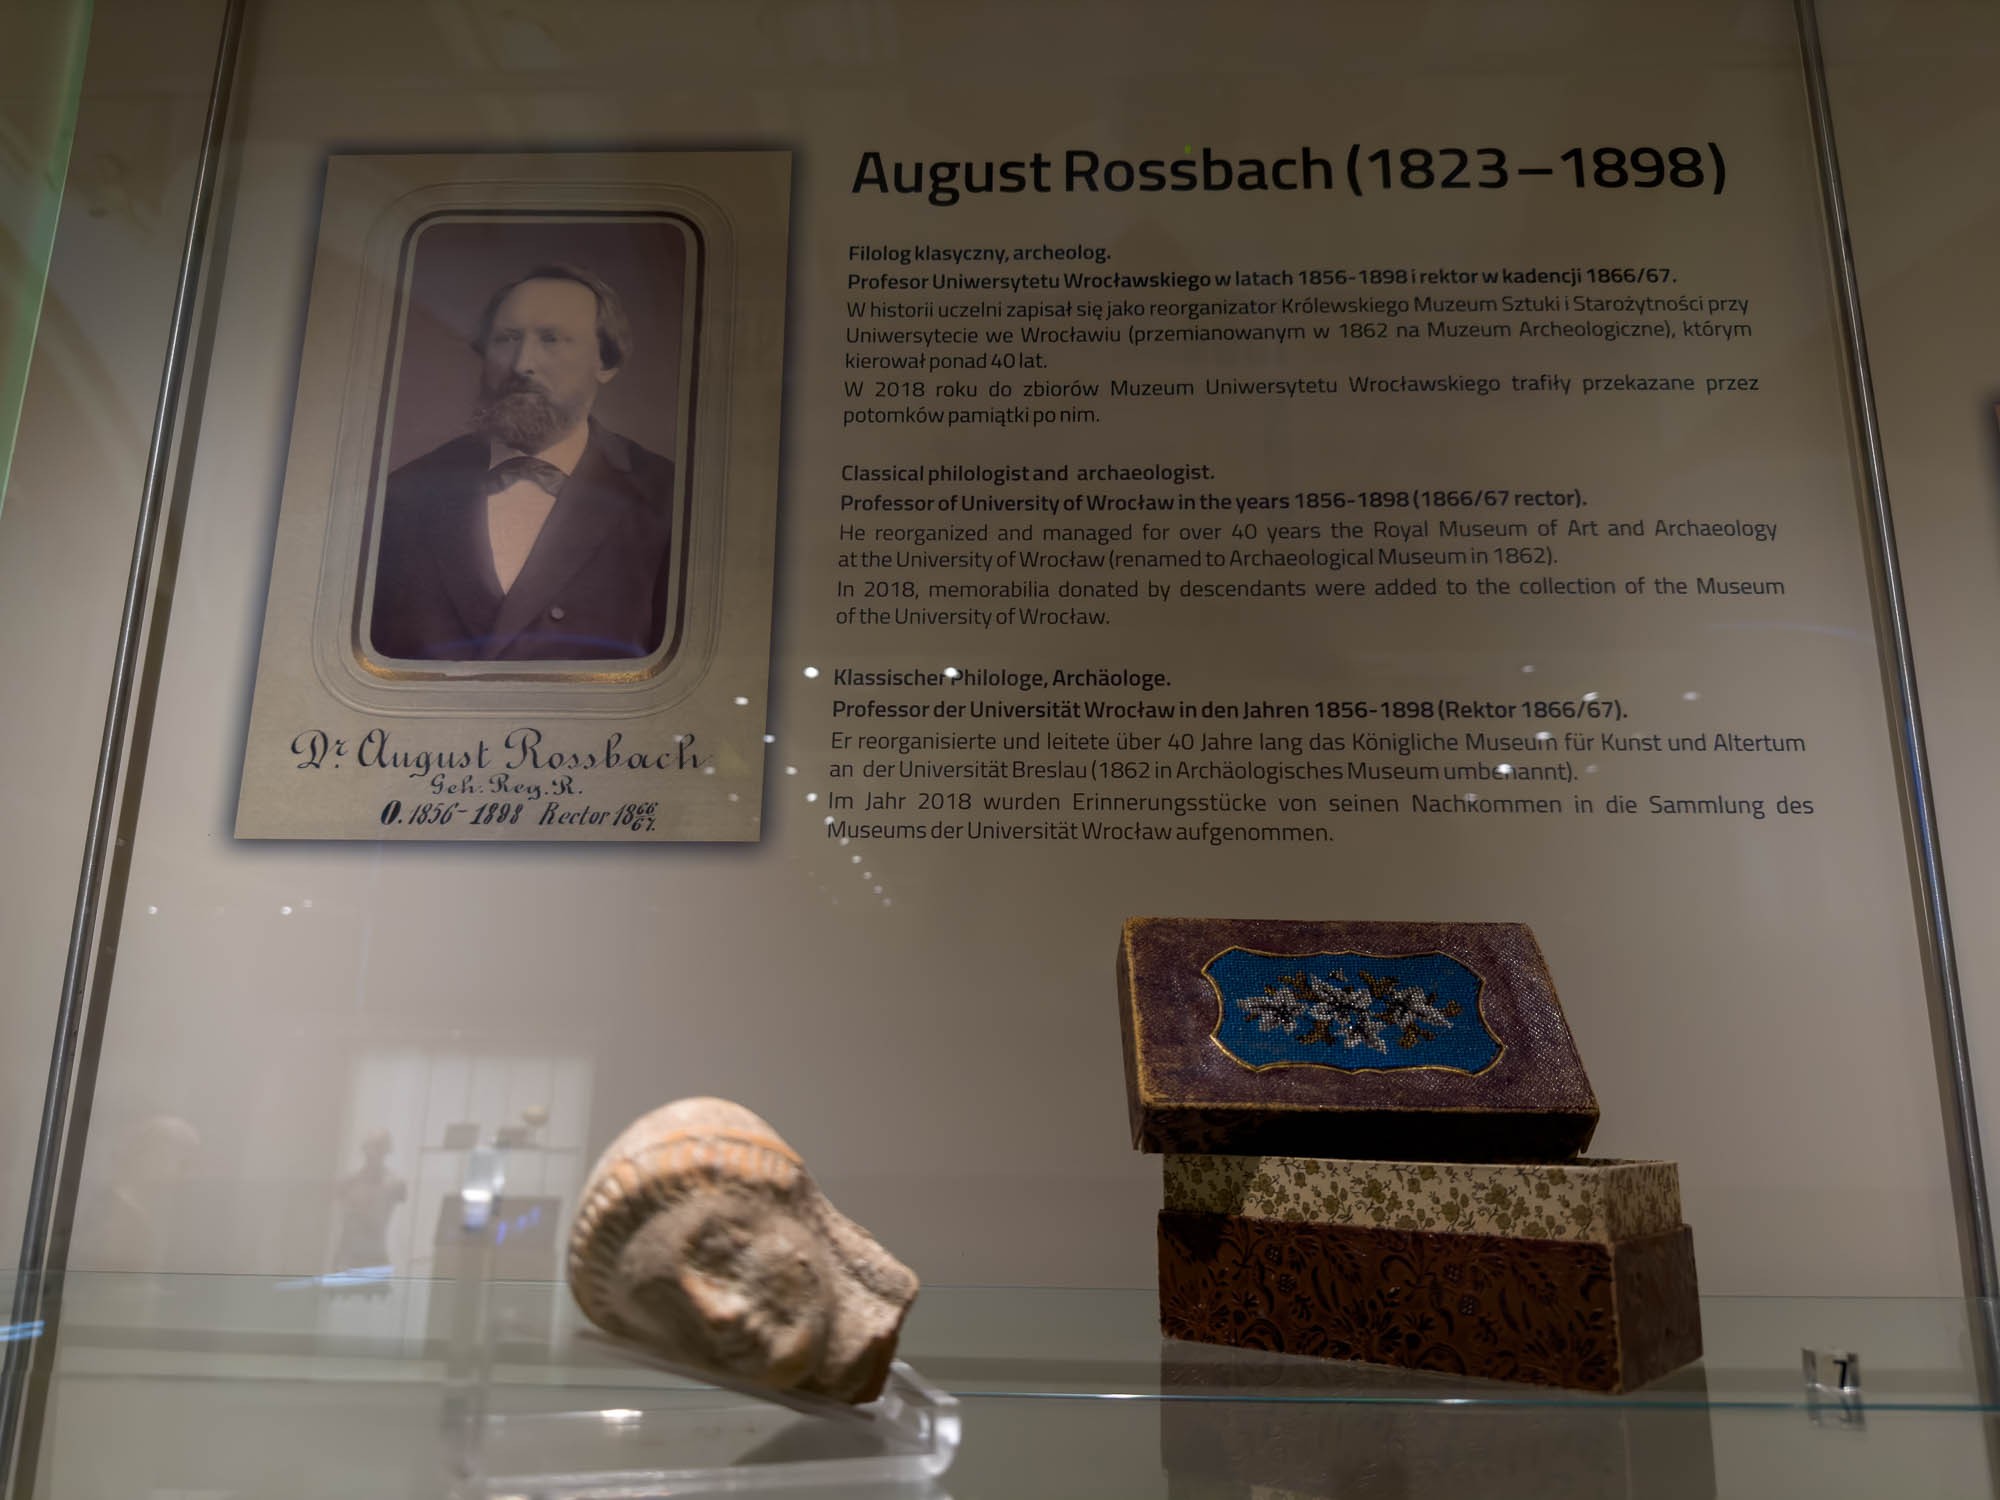 August Rossbach (1823–1898)
Filolog klasyczny, archeolog.
Profesor Uniwersytetu Wrocławskiego w latach 1856-1898 i rektor w kadencji 1866/67.
W historii uczelni zapisał się jako reorganizator Królewskiego Muzeum Sztuki i Starożytności przy
Uniwersytecie we Wrocławiu (przemianowanym w 1862 na Muzeum Archeologiczne), którym
kierował ponad 40 lat.
W 2018 roku do zbiorów Muzeum Uniwersytetu Wrocławskiego trafiły przekazane przez
potomków pamiątki po nim.
Classical philologist and archaeologist.
Professor of University of Wrocław in the years 1856-1898 (1866/67 rector).
He reorganized and managed for over 40 years the Royal Museum of Art and Archaeology
at the University of Wrocław (renamed to Archaeological Museum in 1862).
In 2018, memorabilia donated by descendants were added to the collection of the Museum
of the University of Wrocław.
Klassischer Philologe, Archäologe.
Professor der Universität Wrocław in den Jahren 1856-1898 (Rektor 1866/67).
Er reorganisierte und leitete über 40 Jahre lang das Königliche Museum für Kunst und Altertum
an der Universität Breslau (1862 in Archäologisches Museum umbenannt).
Im Jahr 2018 wurden Erinnerungsstücke von seinen Nachkommen in die Sammlung des
Museums der Universität Wrocław aufgenommen.
Dr. August Rossbach
Geh. Reg. R.
O. 1856-1898 Rector 1866/67.
7